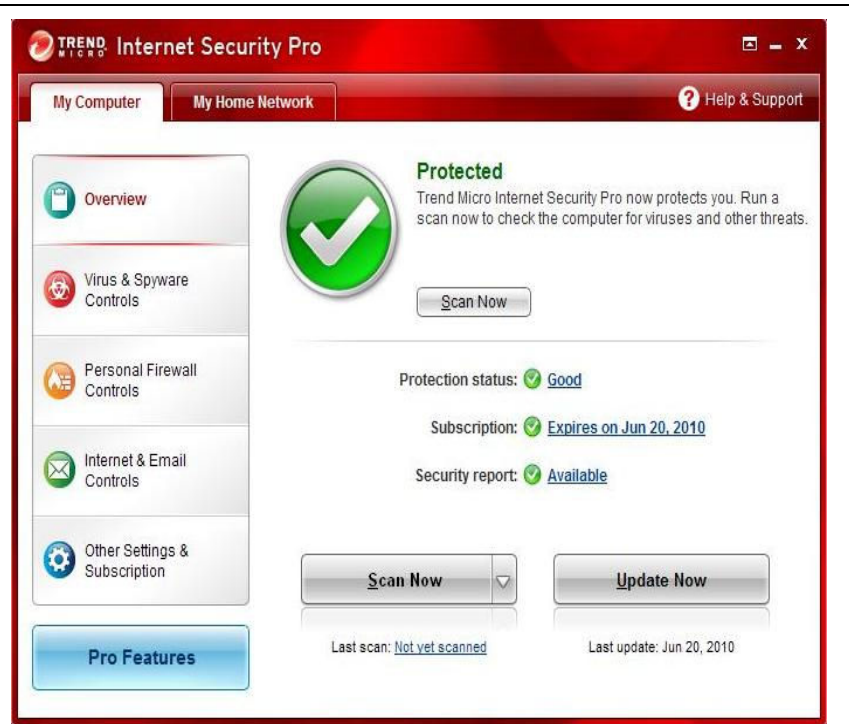 TREND MICRO Internet Security Pro
My Computer
My Home Network
? Help & Support
Overview
Virus & Spyware
Controls
Personal Firewall
Controls
Internet & Email
Controls
Other Settings &
Subscription
Pro Features
Protected
Trend Micro Internet Security Pro now protects you. Run a
scan now to check the computer for viruses and other threats.
Scan Now
Protection status: Good
Subscription: Expires on Jun 20, 2010
Security report: Available
Scan Now
Update Now
Last scan: Not yet scanned
Last update: Jun 20, 2010